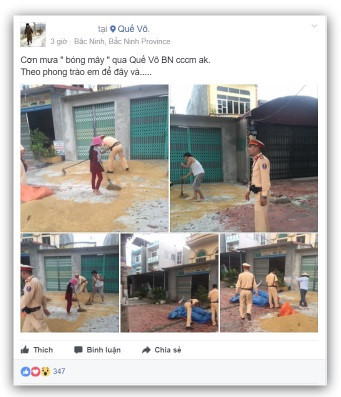 tại Quế Võ.
3 giờ · Bắc Ninh, Bắc Ninh Province
Cơn mưa " bóng mây " qua Quế Võ BN cccm ak.
Theo phong trào em để đây và.....
Thích Bình luận Chia sẻ
347